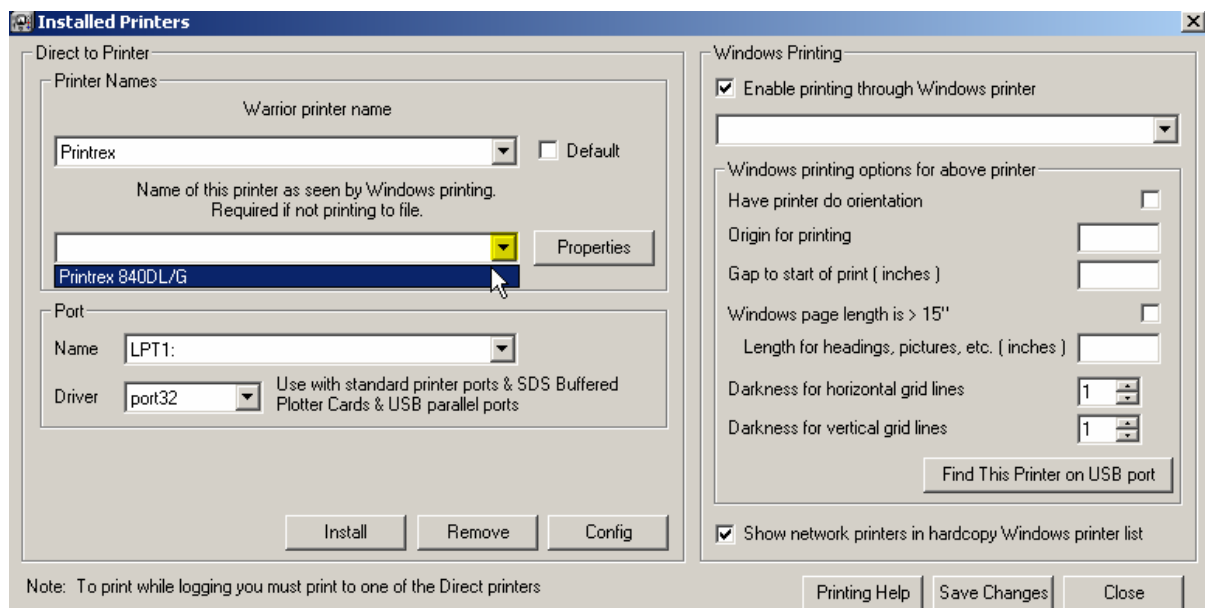 Installed Printers
Direct to Printer
Printer Names
Warrior printer name
Printrex
Default
Name of this printer as seen by Windows printing.
Required if not printing to file.
Properties
Printrex 840DL/G
Port
Name
LPT1:
Driver
port32
Use with standard printer ports & SDS Buffered
Plotter Cards & USB parallel ports
Install
Remove
Config
Note: To print while logging you must print to one of the Direct printers
Windows Printing
Enable printing through Windows printer
Windows printing options for above printer
Have printer do orientation
Origin for printing
Gap to start of print ( inches )
Windows page length is > 15"
Length for headings, pictures, etc. ( inches )
Darkness for horizontal grid lines
1
Darkness for vertical grid lines
1
Find This Printer on USB port
Show network printers in hardcopy Windows printer list
Printing Help
Save Changes
Close